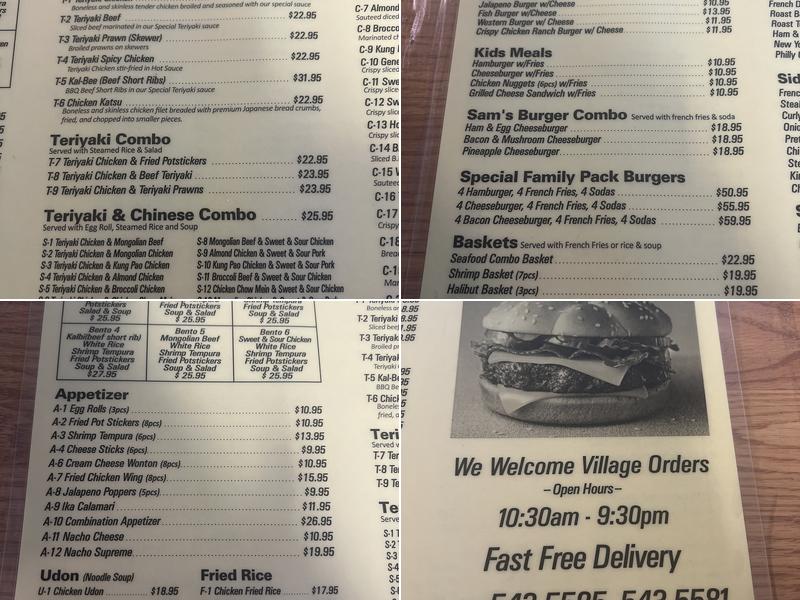 Boneless and skinless tender chicken broiled and seasoned with our special sauce
T-2 Teriyaki Beef $22.95
Sliced beef marinated in our Special Teriyaki sauce
T-3 Teriyaki Prawn (Skewer) $22.95
Broiled prawns on skewers
T-4 Teriyaki Spicy Chicken $22.95
Teriyaki Chicken stir-fried in Hot Sauce
T-5 Kal-Bee (Beef Short Ribs) $31.95
BBQ Beef Short Ribs in our Special Teriyaki sauce
T-6 Chicken Katsu $22.95
Boneless and skinless chicken filet breaded with premium Japanese bread crumbs,
fried, and chopped into smaller pieces.
Teriyaki Combo
Served with Steamed Rice & Salad
T-7 Teriyaki Chicken & Fried Potstickers $22.95
T-8 Teriyaki Chicken & Beef Teriyaki $23.95
T-9 Teriyaki Chicken & Teriyaki Prawns $23.95
Teriyaki & Chinese Combo $25.95
Served with Egg Roll, Steamed Rice and Soup
S-1 Teriyaki Chicken & Mongolian Beef
S-2 Teriyaki Chicken & Mongolian Chicken
S-3 Teriyaki Chicken & Kung Pao Chicken
S-4 Teriyaki Chicken & Almond Chicken
S-5 Teriyaki Chicken & Broccoli Chicken
S-8 Mongolian Beef & Sweet & Sour Chicken
S-9 Almond Chicken & Sweet & Sour Pork
S-10 Kung Pao Chicken & Sweet & Sour Pork
S-11 Broccoli Beef & Sweet & Sour Chicken
S-12 Chicken Chow Mein & Sweet & Sour Chicken
C-7 Almond
Sauteed diced
C-8 Brocco
Marinated ch
C-9 Kung
C-10 Gene
Crispy sliced
C-11 Swe
Crispy slice
C-12 Sw
C-13 Ho
C-14 B
C-15
C-16
C-17
Jalapeno Burger w/Cheese $10.95
Fish Burger w/Cheese $13.95
Western Burger w/ Cheese $11.95
Crispy Chicken Ranch Burger w/ Cheese $11.95
Kids Meals
Hamburger w/Fries $10.95
Cheeseburger w/Fries $10.95
Chicken Nuggets (6pcs) w/Fries $10.95
Grilled Cheese Sandwich w/Fries $10.95
Sam's Burger Combo Served with french fries & soda
Ham & Egg Cheeseburger $18.95
Bacon & Mushroom Cheeseburger $18.95
Pineapple Cheeseburger $18.95
Special Family Pack Burgers
4 Hamburger, 4 French Fries, 4 Sodas $50.95
4 Cheeseburger, 4 French Fries, 4 Sodas $55.95
4 Bacon Cheeseburger, 4 French Fries, 4 Sodas $59.95
Baskets Served with French Fries or rice & soup
Seafood Combo Basket $22.95
Shrimp Basket (7pcs) $19.95
Halibut Basket (3pcs) $19.95
Potstickers
Soup & Salad
$ 25.95
Fried Potstickers
Soup & Salad
$ 25.95
Fried Potstickers
Soup & Salad
$ 25.95
Bento 4
Kalbi(beef short rib)
White Rice
Shrimp Tempura
Fried Potstickers
Soup & Salad
$27.95
Bento 5
Mongolian Beef
White Rice
Shrimp Tempura
Fried Potstickers
Soup & Salad
$ 25.95
Bento 6
Sweet & Sour Chicken
White Rice
Shrimp Tempura
Fried Potstickers
Soup & Salad
$ 25.95
Appetizer
A-1 Egg Rolls (3pcs) $10.95
A-2 Fried Pot Stickers (8pcs) $10.95
A-3 Shrimp Tempura (6pcs) $13.95
A-4 Cheese Sticks (6pcs) $9.95
A-6 Cream Cheese Wonton (8pcs) $10.95
A-7 Fried Chicken Wing (8pcs) $15.95
A-8 Jalapeno Poppers (5pcs) $9.95
A-9 Ika Calamari $11.95
A-10 Combination Appetizer $26.95
A-11 Nacho Cheese $10.95
A-12 Nacho Supreme $19.95
Udon (Noodle Soup)
U-1 Chicken Udon $18.95
Fried Rice
F-1 Chicken Fried Rice $17.95
We Welcome Village Orders
–Open Hours–
10:30am - 9:30pm
Fast Free Delivery